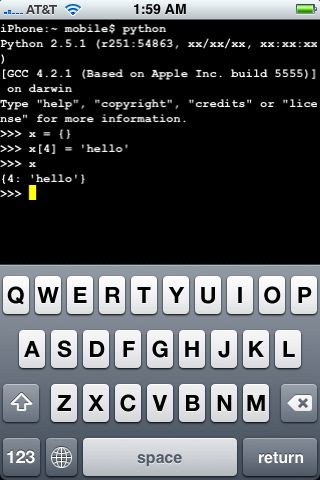 AT&T 1:59 AM
iPhone:~ mobile$ python
Python 2.5.1 (r251:54863, xx/xx/xx, xx:xx:xx
)
[GCC 4.2.1 (Based on Apple Inc. build 5555)]
 on darwin
Type "help", "copyright", "credits" or "lice
nse" for more information.
>>> x = {}
>>> x[4] = 'hello'
>>> x
{4: 'hello'}
>>>
Q W E R T Y U I O P
A S D F G H J K L
Z X C V B N M
123 space return